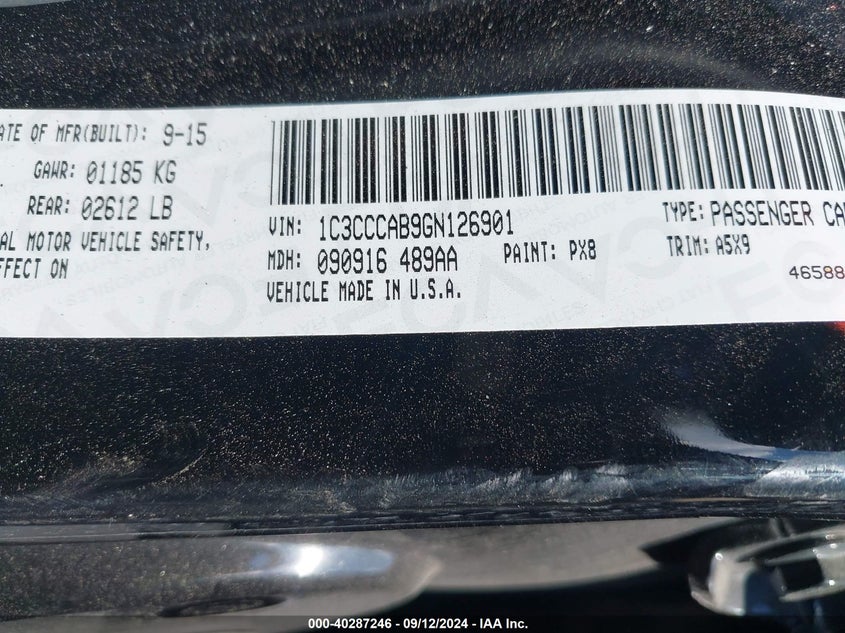 ATE OF MFR(BUILT): 9-15
GAWR: 01185 KG
REAR: 02612 LB
AL MOTOR VEHICLE SAFETY,
EFFECT ON
VIN: 1C3CCCAB9GN126901
TYPE: PASSENGER CA
MDH: 090916 489AA
PAINT: PX8
TRIM: A5X9
VEHICLE MADE IN U.S.A.
46588
000-40287246 - 09/12/2024 - IAA Inc.